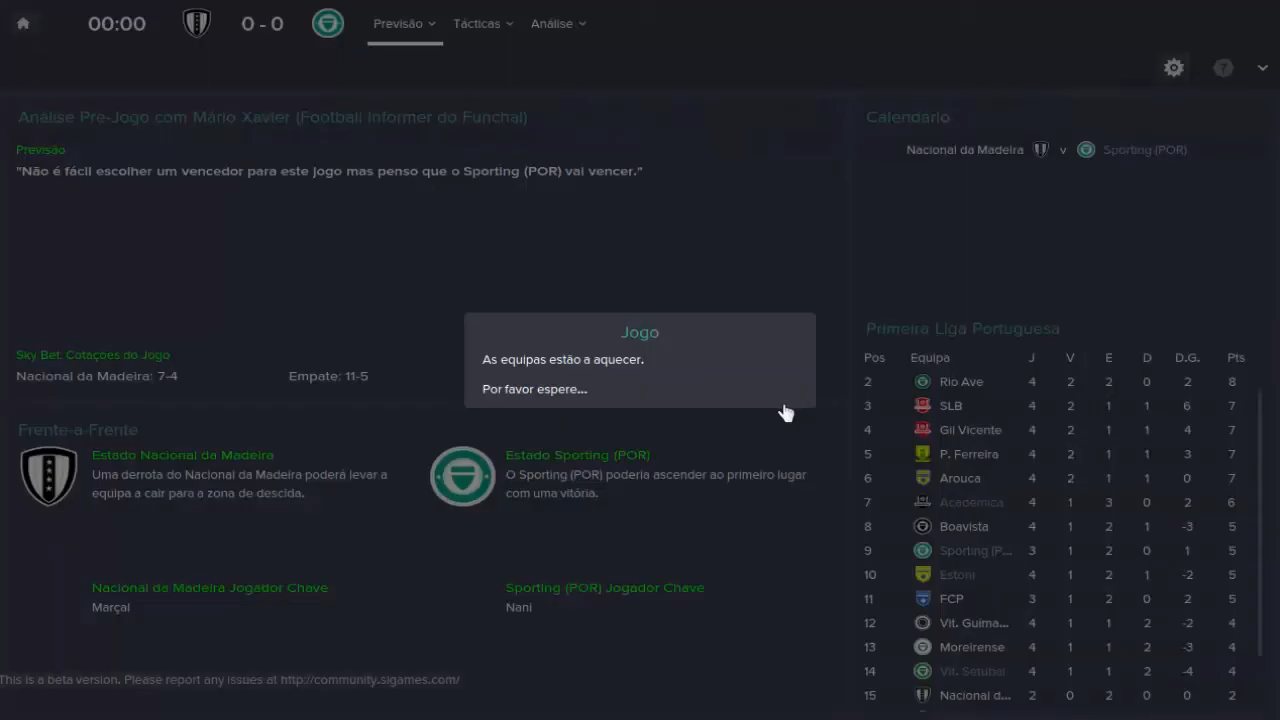 00:00
0 - 0
Previsão
Tácticas
Análise
?
Análise Pré-Jogo com Mário Xavier (Football Informer do Funchal)
Previsão
"Não é fácil escolher um vencedor para este jogo mas penso que o Sporting (POR) vai vencer."
Sky Bet. Cotações do Jogo
Nacional da Madeira: 7-4
Empate: 11-5
Jogo
As equipas estão a aquecer.
Por favor espere...
Frente-a-Frente
Estado Nacional da Madeira
Uma derrota do Nacional da Madeira poderá levar a
equipa a cair para a zona de descida.
Estado Sporting (POR)
O Sporting (POR) poderia ascender ao primeiro lugar
com uma vitória.
Nacional da Madeira Jogador Chave
Marçal
Sporting (POR) Jogador Chave
Nani
This is a beta version. Please report any issues at http://community.sigames.com/
Calendário
Nacional da Madeira v Sporting (POR)
Primeira Liga Portuguesa
Pos Equipa J V E D D.G. Pts
2 Rio Ave 4 2 2 0 2 8
3 SLB 4 2 1 1 6 7
4 Gil Vicente 4 2 1 1 4 7
5 P. Ferreira 4 2 1 1 3 7
6 Arouca 4 2 1 1 0 7
7 Académica 4 1 3 0 2 6
8 Boavista 4 1 2 1 -3 5
9 Sporting (P... 3 1 2 0 1 5
10 Estoril 4 1 2 1 -2 5
11 FCP 3 1 2 0 2 5
12 Vit. Guima... 4 1 1 2 -2 4
13 Moreirense 4 1 1 2 -3 4
14 Vit. Setúbal 4 1 1 2 -4 4
15 Nacional d... 2 0 2 0 0 2